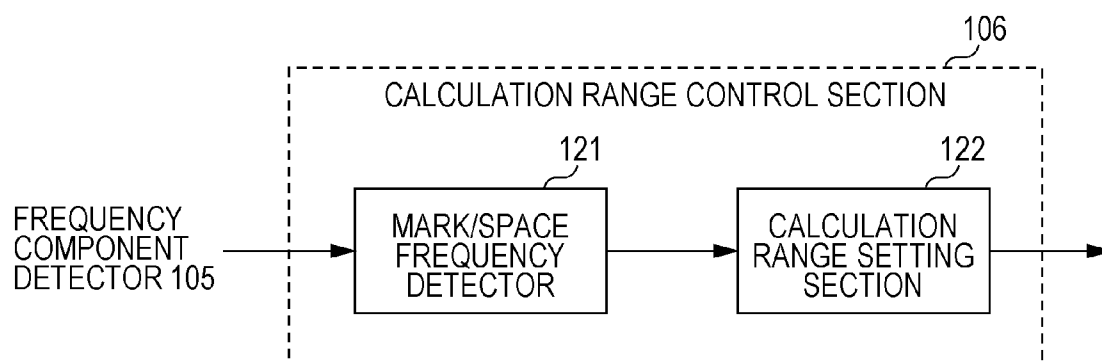 106
CALCULATION RANGE CONTROL SECTION
121
122
FREQUENCY
COMPONENT
DETECTOR 105
MARK/SPACE
FREQUENCY
DETECTOR
CALCULATION
RANGE SETTING
SECTION